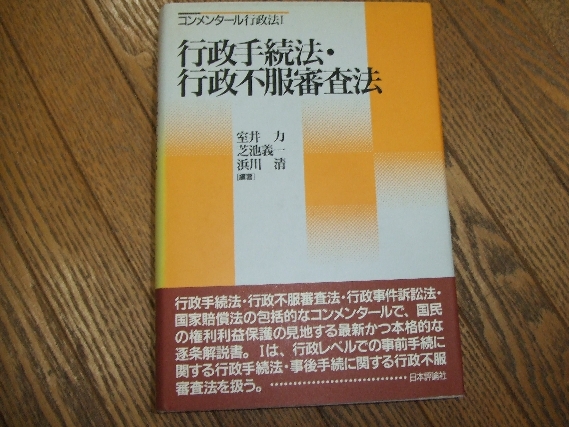 コンメンタール行政法Ⅰ
行政手続法・
行政不服審査法
室井 力
芝池義一
浜川 清
[編著]
行政手続法・行政不服審査法・行政事件訴訟法・
国家賠償法の包括的なコンメンタールで、国民
の権利利益保護の見地する最新かつ本格的な
逐条解説書。Ⅰは、行政レベルでの事前手続に
関する行政手続法・事後手続に関する行政不服
審査法を扱う。……………………………日本評論社